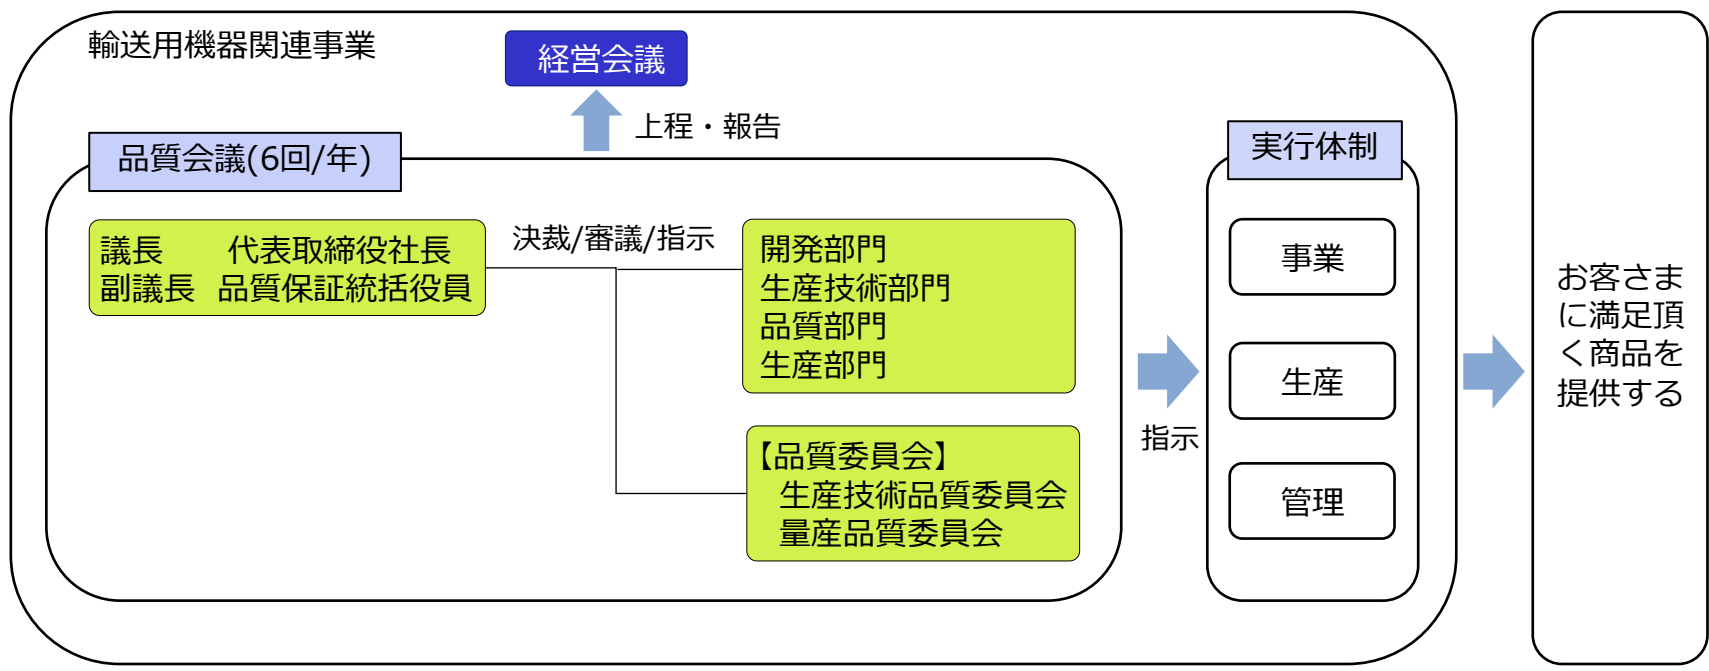 輸送用機器関連事業
経営会議
上程・報告
品質会議(6回/年)
議長 代表取締役社長
副議長 品質保証統括役員
決裁/審議/指示
開発部門
生産技術部門
品質部門
生産部門
【品質委員会】
生産技術品質委員会
量産品質委員会
指示
実行体制
事業
生産
管理
お客さま
に満足頂
く商品を
提供する